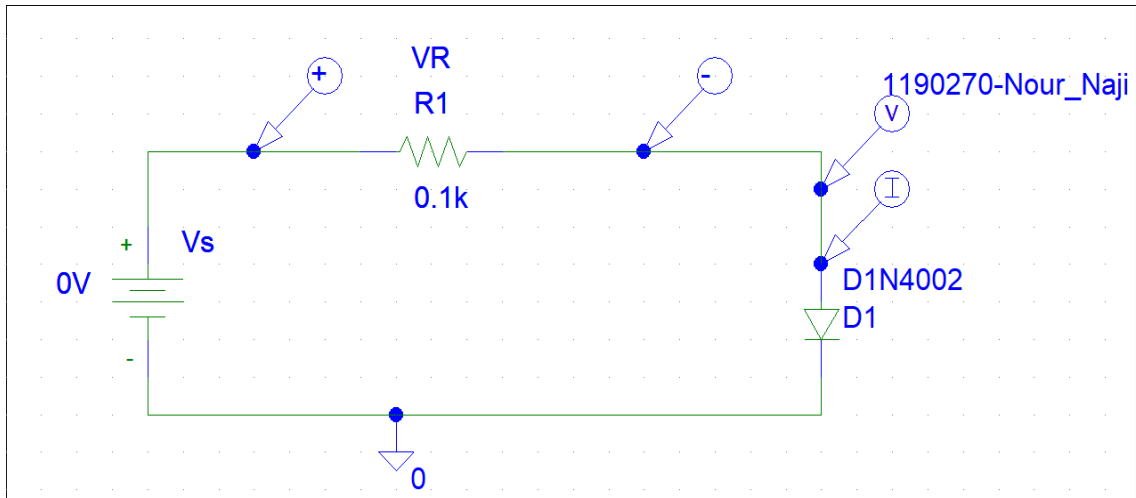 +
VR
-
R1
1190270-Nour_Naji
V
I
0.1k
+
Vs
0V
D1N4002
D1
-
0